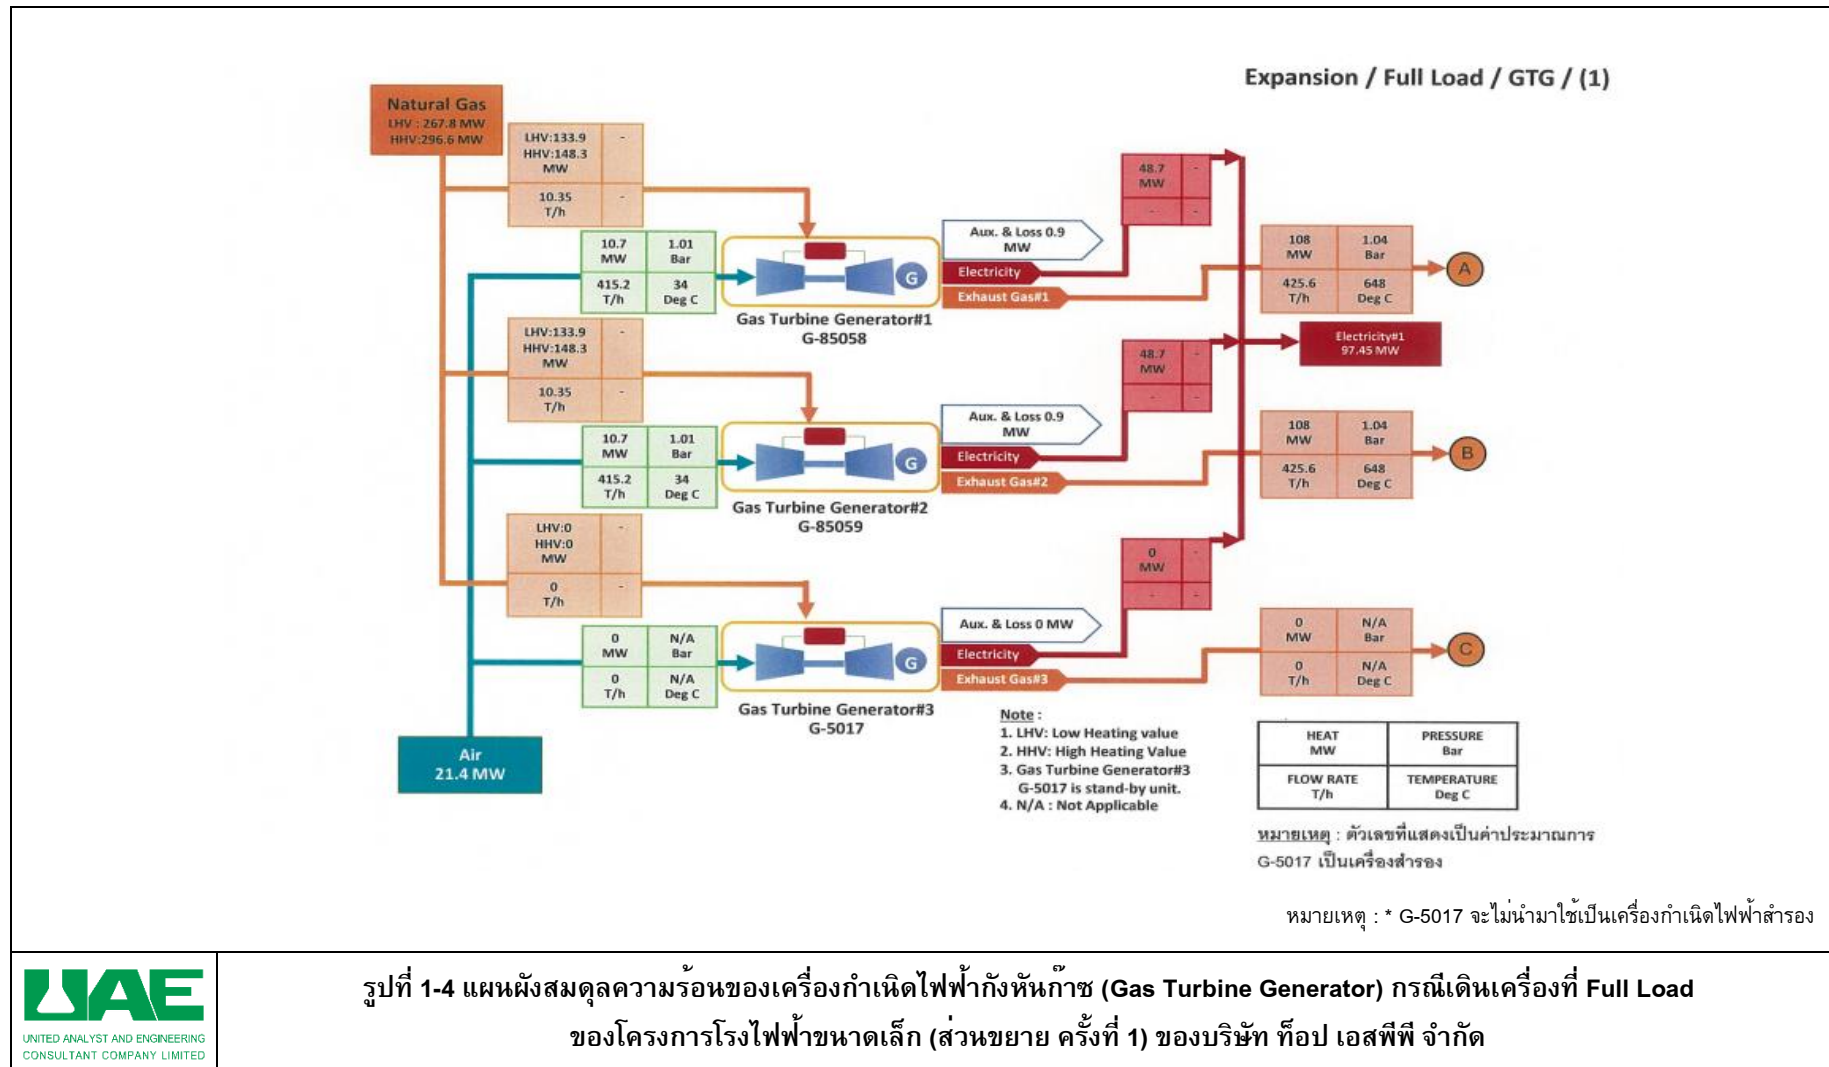 Expansion / Full Load / GTG / (1)
Natural Gas
LHV : 267.8 MW
HHV:296.6 MW
LHV:133.9 -
HHV:148.3
MW
10.35 -
T/h
10.7 1.01
MW Bar
415.2 34
T/h Deg C
G
Gas Turbine Generator#1
G-85058
Aux. & Loss 0.9
MW
Electricity
Exhaust Gas#1
48.7 -
MW
- -
108 1.04
MW Bar
425.6 648
T/h Deg C
A
LHV:133.9 -
HHV:148.3
MW
10.35 -
T/h
10.7 1.01
MW Bar
415.2 34
T/h Deg C
G
Gas Turbine Generator#2
G-85059
Aux. & Loss 0.9
MW
Electricity
Exhaust Gas#2
48.7 -
MW
- -
Electricity#1
97.45 MW
108 1.04
MW Bar
425.6 648
T/h Deg C
B
LHV:0 -
HHV:0
MW
0 -
T/h
0 N/A
MW Bar
0 N/A
T/h Deg C
G
Gas Turbine Generator#3
G-5017
Aux. & Loss 0 MW
Electricity
Exhaust Gas#3
0 -
MW
- -
0 N/A
MW Bar
0 N/A
T/h Deg C
C
Air
21.4 MW
Note :
1. LHV: Low Heating value
2. HHV: High Heating Value
3. Gas Turbine Generator#3
G-5017 is stand-by unit.
4. N/A : Not Applicable
HEAT PRESSURE
MW Bar
FLOW RATE TEMPERATURE
T/h Deg C
หมายเหตุ : ตัวเลขที่แสดงเป็นค่าประมาณการ
G-5017 เป็นเครื่องสำรอง
หมายเหตุ : * G-5017 จะไม่นำมาใช้เป็นเครื่องกำเนิดไฟฟ้าสำรอง
UAE
UNITED ANALYST AND ENGINEERING
CONSULTANT COMPANY LIMITED
รูปที่ 1-4 แผนผังสมดุลความร้อนของเครื่องกำเนิดไฟฟ้ากังหันก๊าซ (Gas Turbine Generator) กรณีเดินเครื่องที่ Full Load
ของโครงการโรงไฟฟ้าขนาดเล็ก (ส่วนขยาย ครั้งที่ 1) ของบริษัท ท็อป เอสพีพี จำกัด